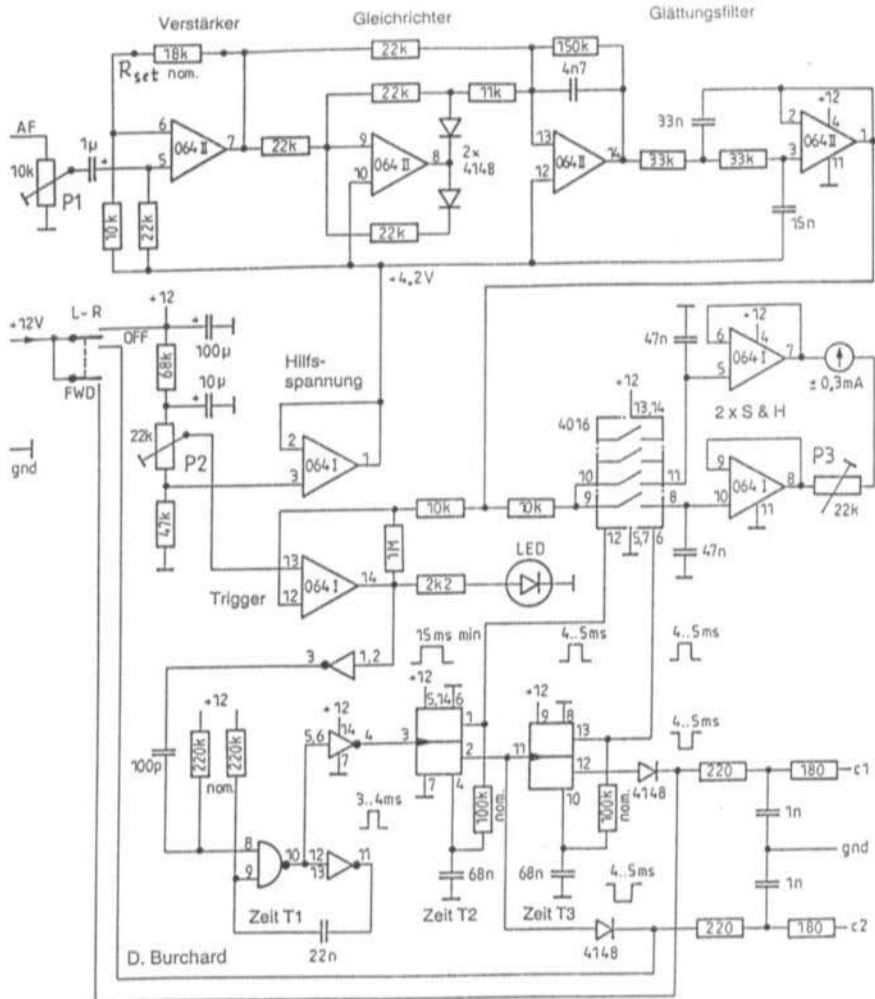 Verstärker
Gleichrichter
Glättungsfilter
Rset
18k
nom.
22k
150k
4n7
22k
11k
+12
AF
10k
P1
1µ
+
6
5
064 II
7
22k
9
10
064 II
8
2x
4148
13
12
064 II
14
33n
33k
33k
2
3
064 II
4
1
11
10k
22k
22k
15n
+4,2V
+12V
L-R
OFF
FWD
gnd
+12
68k
+
100µ
10µ
+
22k
P2
47k
Hilfs-
spannung
2
3
064 I
1
47n
+12
6
5
064 I
4
7
± 0,3mA
2 x S & H
+12
13,14
4016
10
11
9
8
12
5,7
6
9
10
064 I
8
11
P3
22k
47n
10k
10k
1M
13
12
064 I
14
2k2
LED
Trigger
3
1,2
15ms min
4..5ms
4..5ms
+12
220k
220k
nom.
100p
+12
5,6
14
4
7
+12
5,14
6
3
1
2
7
4
100k
nom.
68n
+12
9
8
11
13
12
10
100k
nom.
68n
4..5ms
4148
220
180
c1
1n
gnd
1n
3..4ms
8
9
10
12
13
11
Zeit T1
22n
Zeit T2
Zeit T3
4..5ms
4148
220
180
c2
D. Burchard